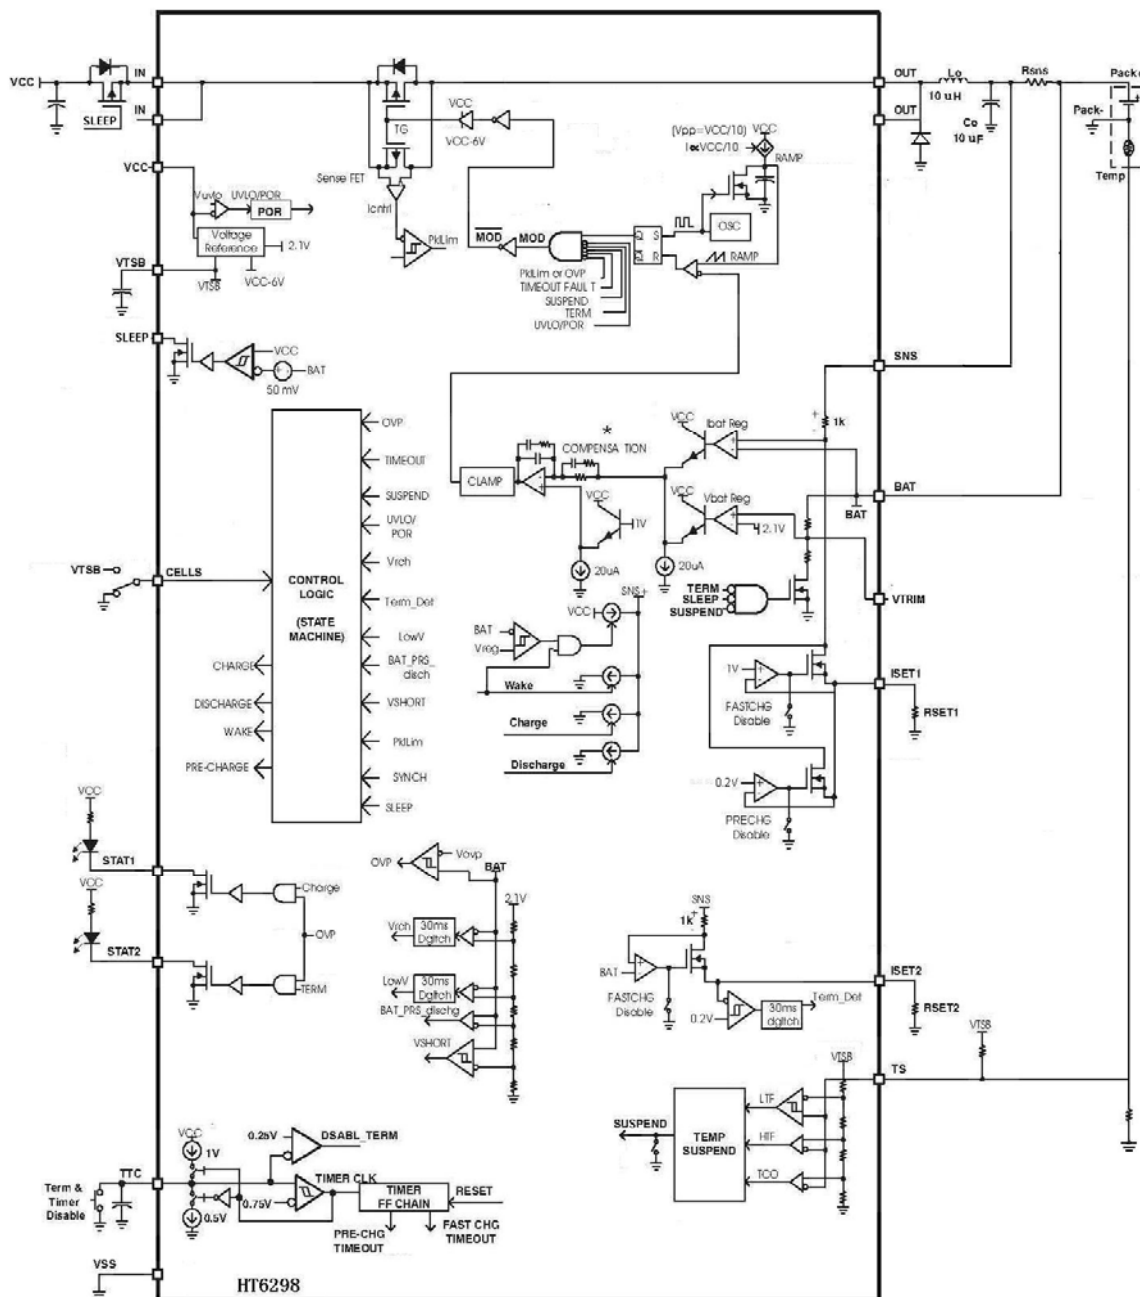 VCC
IN
IN
SLEEP
OUT
OUT
Lo
10 uH
Co
10 uF
Rsns
Pack+
Pack-
Temp
TG
VCC
VCC-6V
Sense FET
Icntrl
PkILim
(Vpp=VCC/10)
I∝VCC/10
VCC
RAMP
OSC
MOD
MOD
Q
S
Q
R
RAMP
PkILim or OVP
TIMEOUT FAULT
SUSPEND
TERM
UVLO/POR
VCC
Vuvlo
UVLO/POR
POR
Voltage
Reference
2.1V
VTSB
VTSB
VCC-6V
SLEEP
VCC
BAT
50 mV
SNS
1k
CONTROL
LOGIC
(STATE
MACHINE)
OVP
TIMEOUT
SUSPEND
UVLO/
POR
Vrch
Term_Det
LowV
BAT_PRS_
disch
VSHORT
PkILim
SYNCH
SLEEP
CHARGE
DISCHARGE
WAKE
PRE-CHARGE
VTSB
CELLS
*
COMPENSATION
CLAMP
VCC
1V
20uA
VCC
Ibat Reg
VCC
Vbat Reg
2.1V
20uA
BAT
BAT
VTRIM
TERM
SLEEP
SUSPEND
SNS+
VCC
BAT
Vreg
Wake
Charge
Discharge
1V
FASTCHG
Disable
ISET1
RSET1
0.2V
PRECHG
Disable
VCC
STAT1
VCC
STAT2
Charge
OVP
TERM
OVP
Vovp
BAT
2.1V
Vrch
30ms
Dgltch
LowV
30ms
Dgltch
BAT_PRS_dischg
VSHORT
SNS
1k
BAT
FASTCHG
Disable
0.2V
30ms
dgltch
Term_Det
ISET2
RSET2
VTSB
TS
VTSB
LTF
HTF
TCO
TEMP
SUSPEND
SUSPEND
VCC
1V
0.25V
DSABL_TERM
TTC
Term &
Timer
Disable
0.5V
0.75V
TIMER CLK
TIMER
FF CHAIN
RESET
PRE-CHG
TIMEOUT
FAST CHG
TIMEOUT
VSS
HT6298